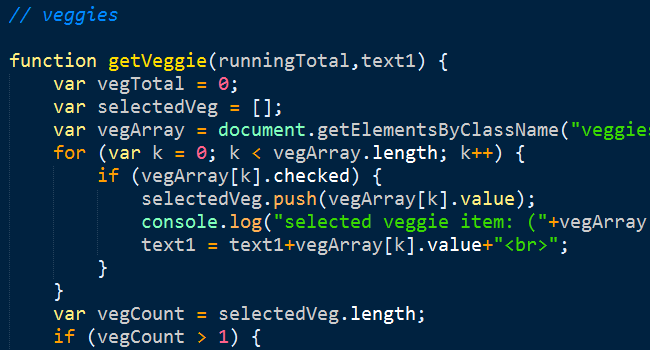 // veggies
function getVeggie(runningTotal,text1) {
var vegTotal = 0;
var selectedVeg = [];
var vegArray = document.getElementsByClassName("veggies
for (var k = 0; k < vegArray.length; k++) {
if (vegArray[k].checked) {
selectedVeg.push(vegArray[k].value);
console.log("selected veggie item: ("+vegArray
text1 = text1+vegArray[k].value+"<br>";
}
}
var vegCount = selectedVeg.length;
if (vegCount > 1) {